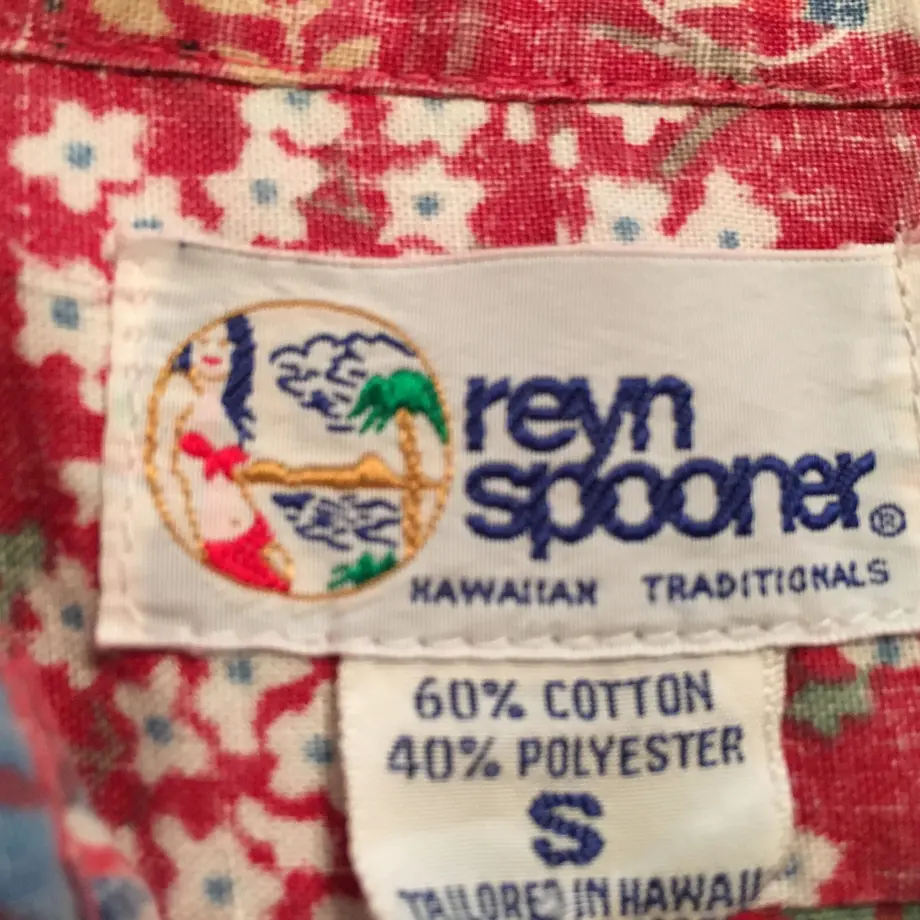 reyn
spooner®
HAWAIIAN TRADITIONALS
60% COTTON
40% POLYESTER
S
TAILORED IN HAWAII